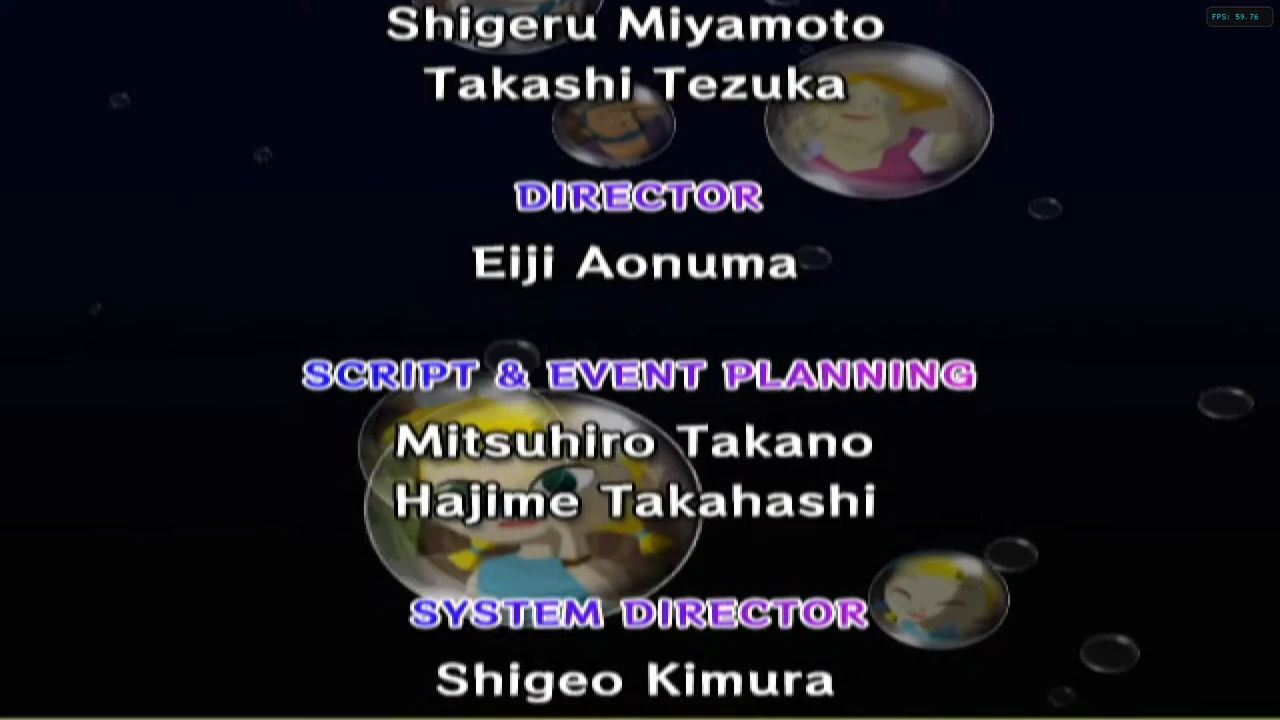 FPS: 59.76
Shigeru Miyamoto
Takashi Tezuka
DIRECTOR
Eiji Aonuma
SCRIPT & EVENT PLANNING
Mitsuhiro Takano
Hajime Takahashi
SYSTEM DIRECTOR
Shigeo Kimura